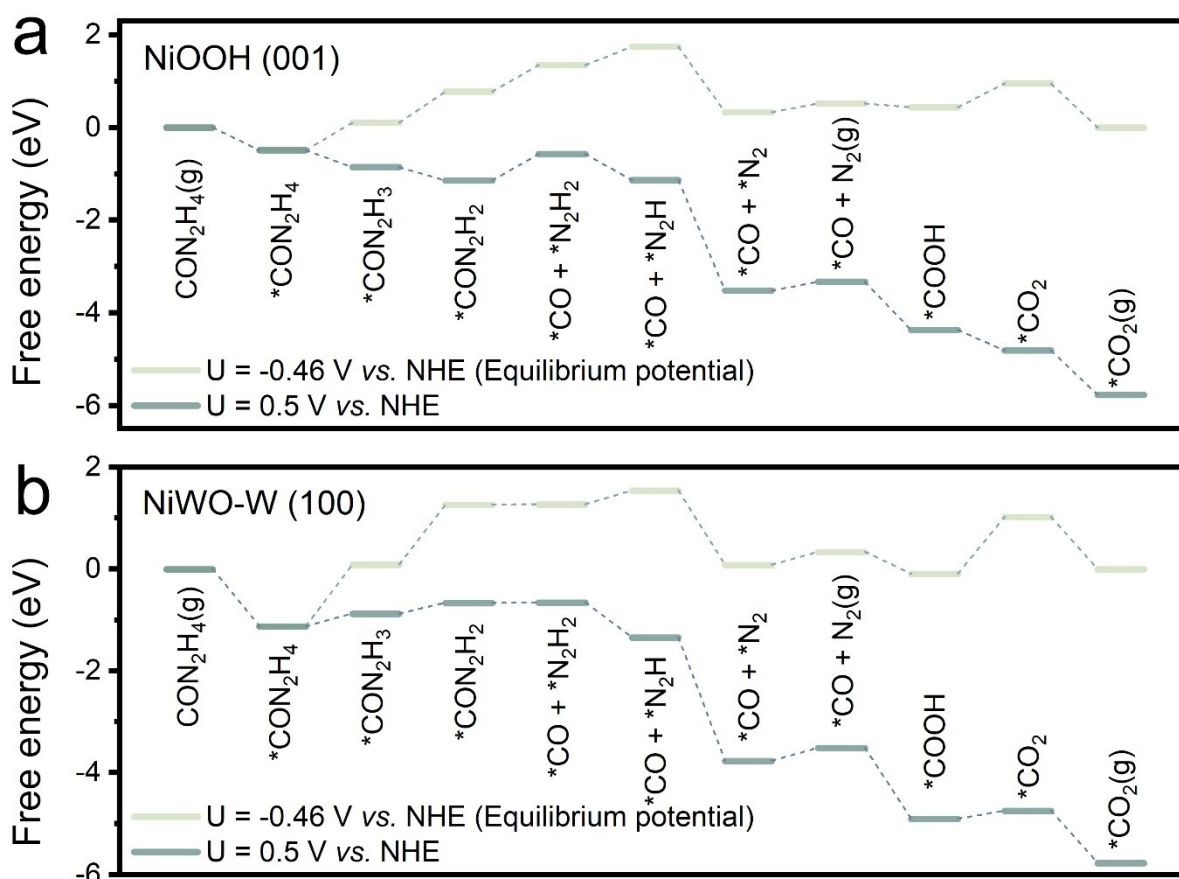 a
NiOOH (001)
Free energy (eV)
2
0
-2
-4
-6
CON₂H₄(g)
*CON₂H₄
*CON₂H₃
*CON₂H₂
*CO + *N₂H₂
*CO + *N₂H
*CO + *N₂
*CO + N₂(g)
*COOH
*CO₂
*CO₂(g)
U = -0.46 V vs. NHE (Equilibrium potential)
U = 0.5 V vs. NHE
b
NiWO-W (100)
Free energy (eV)
2
0
-2
-4
-6
CON₂H₄(g)
*CON₂H₄
*CON₂H₃
*CON₂H₂
*CO + *N₂H₂
*CO + *N₂H
*CO + *N₂
*CO + N₂(g)
*COOH
*CO₂
*CO₂(g)
U = -0.46 V vs. NHE (Equilibrium potential)
U = 0.5 V vs. NHE